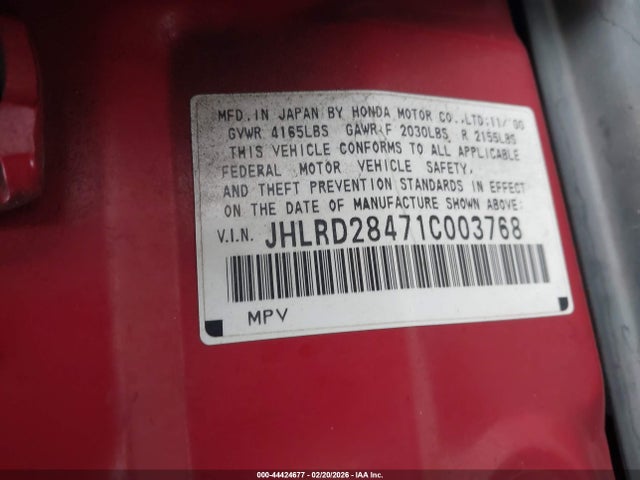 MFD. IN JAPAN BY HONDA MOTOR CO.,LTD: 11/'00
GVWR 4165LBS GAWR F 2030LBS, R 2155LBS
THIS VEHICLE CONFORMS TO ALL APPLICABLE
FEDERAL MOTOR VEHICLE SAFETY,
AND THEFT PREVENTION STANDARDS IN EFFECT
ON THE DATE OF MANUFACTURE SHOWN ABOVE:
V.I.N. JHLRD28471C003768
MPV
000-44424677 - 02/20/2026 - IAA Inc.